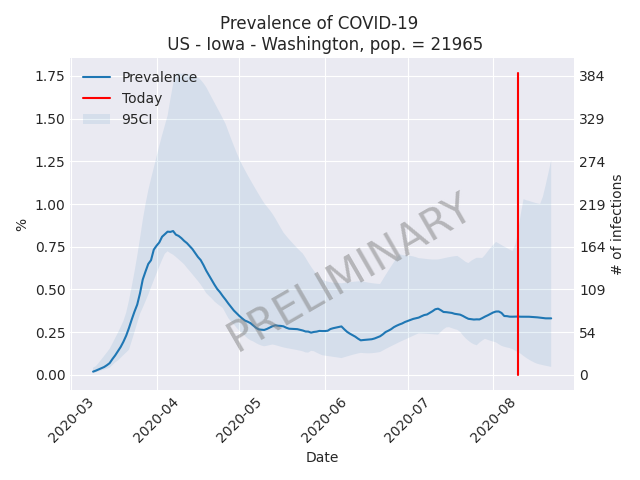 Prevalence of COVID-19
US - Iowa - Washington, pop. = 21965
Prevalence
Today
95CI
1.75
1.50
1.25
1.00
0.75
0.50
0.25
0.00
%
384
329
274
219
164
109
54
0
# of infections
PRELIMINARY
2020-03
2020-04
2020-05
2020-06
2020-07
2020-08
Date